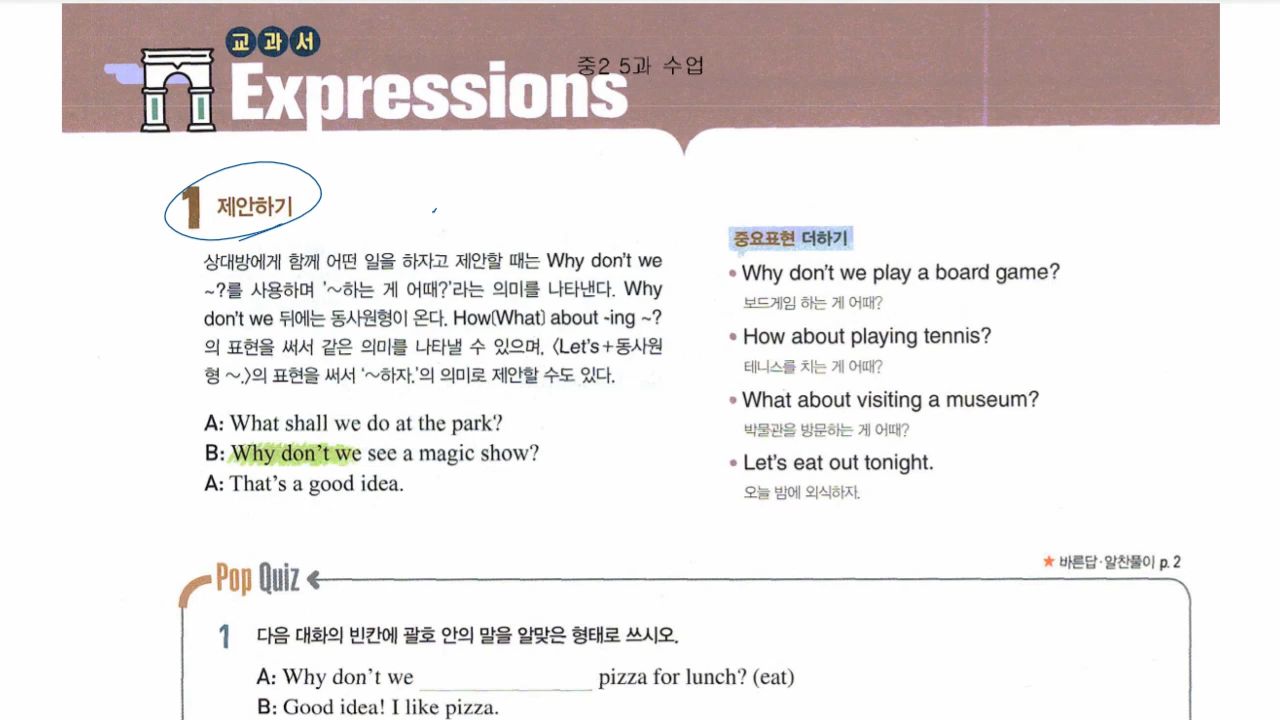 교과서
중2 5과 수업
Expressions
1 제안하기
상대방에게 함께 어떤 일을 하자고 제안할 때는 Why don't we
~?를 사용하며 '~하는 게 어때?'라는 의미를 나타낸다. Why
don't we 뒤에는 동사원형이 온다. How(What) about -ing ~?
의 표현을 써서 같은 의미를 나타낼 수 있으며, 〈Let's+동사원
형 ~.〉의 표현을 써서 '~하자.'의 의미로 제안할 수도 있다.
A: What shall we do at the park?
B: Why don't we see a magic show?
A: That's a good idea.
중요표현 더하기
• Why don't we play a board game?
보드게임 하는 게 어때?
• How about playing tennis?
테니스를 치는 게 어때?
• What about visiting a museum?
박물관을 방문하는 게 어때?
• Let's eat out tonight.
오늘 밤에 외식하자.
★ 바른답·알찬풀이 p. 2
Pop Quiz
1 다음 대화의 빈칸에 괄호 안의 말을 알맞은 형태로 쓰시오.
A: Why don't we ____________ pizza for lunch? (eat)
B: Good idea! I like pizza.